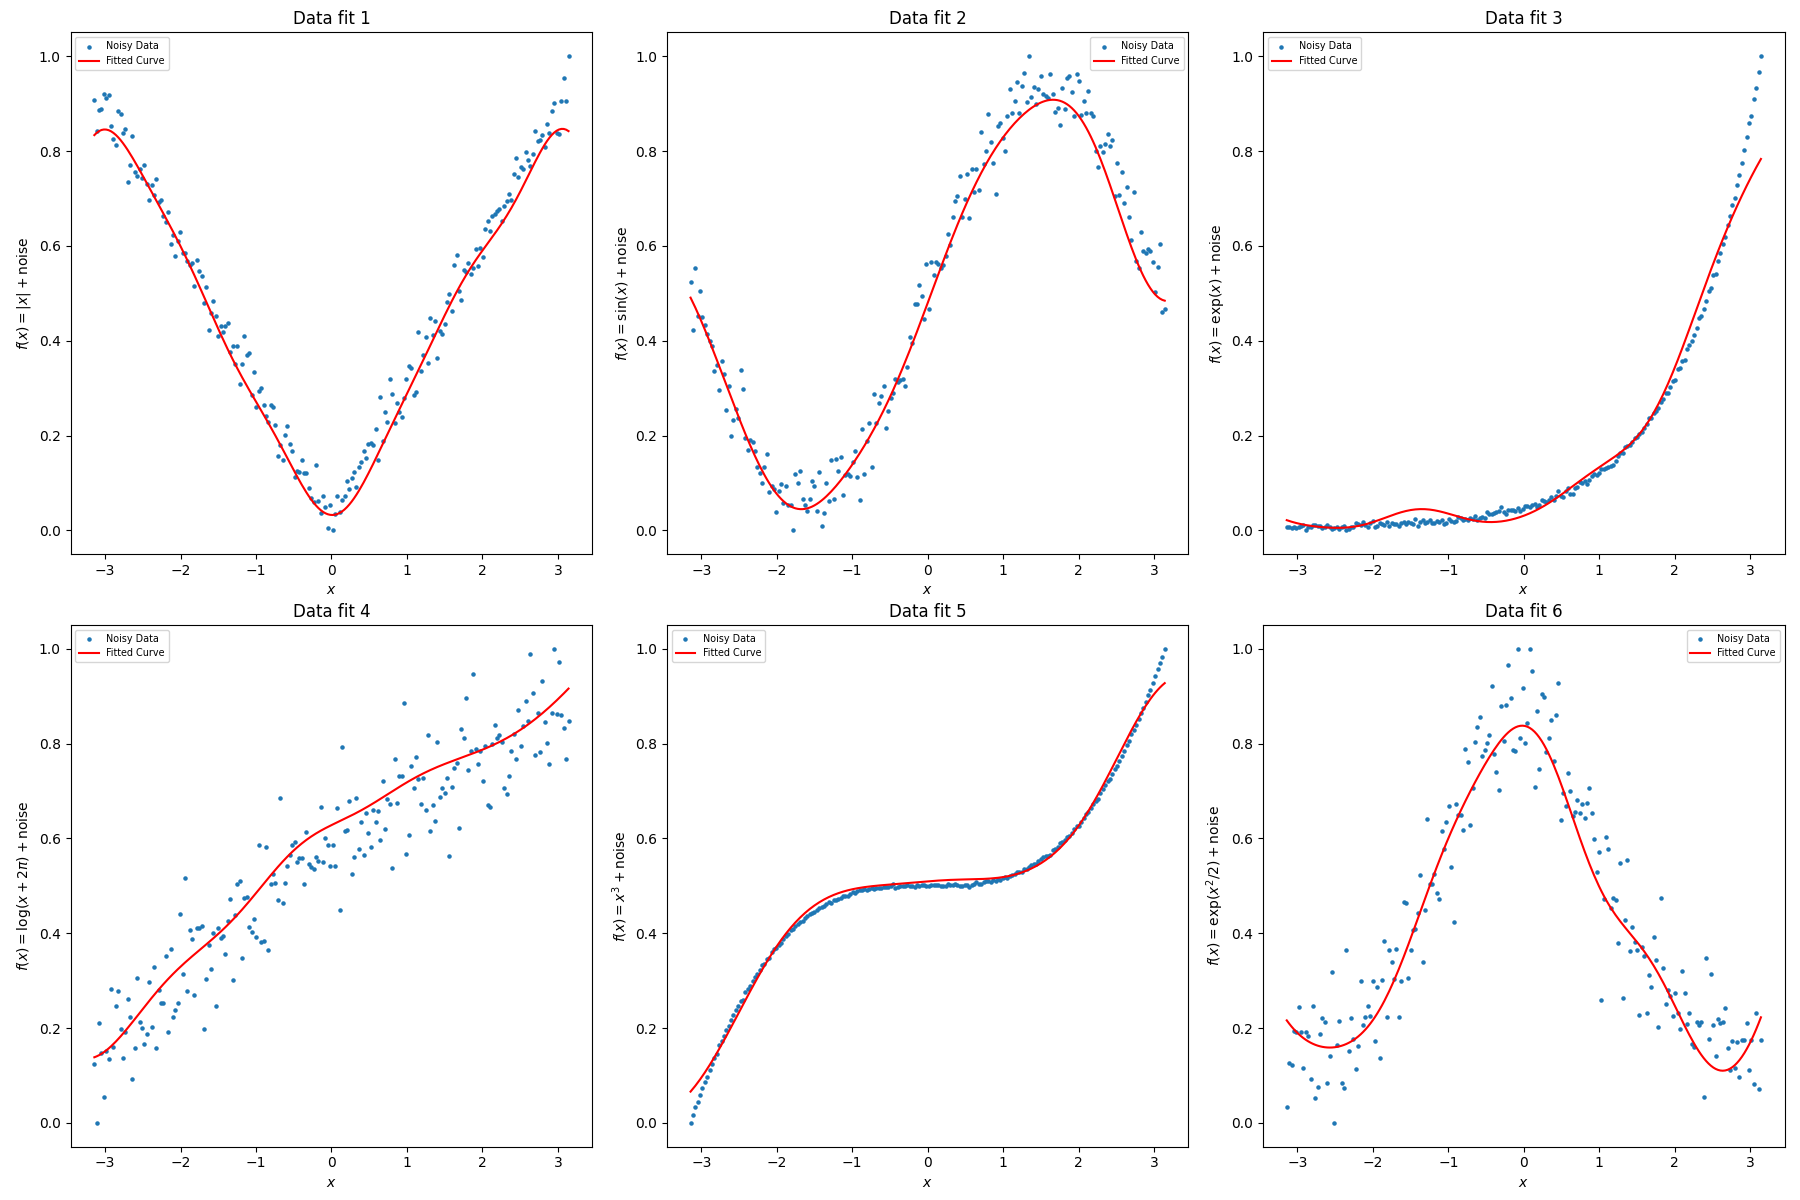 Data fit 1
Noisy Data
Fitted Curve
f(x) = |x| + noise
1.0
0.8
0.6
0.4
0.2
0.0
−3 −2 −1 0 1 2 3
x
Data fit 2
Noisy Data
Fitted Curve
f(x) = sin(x) + noise
1.0
0.8
0.6
0.4
0.2
0.0
−3 −2 −1 0 1 2 3
x
Data fit 3
Noisy Data
Fitted Curve
f(x) = exp(x) + noise
1.0
0.8
0.6
0.4
0.2
0.0
−3 −2 −1 0 1 2 3
x
Data fit 4
Noisy Data
Fitted Curve
f(x) = log(x + 2π) + noise
1.0
0.8
0.6
0.4
0.2
0.0
−3 −2 −1 0 1 2 3
x
Data fit 5
Noisy Data
Fitted Curve
f(x) = x³ + noise
1.0
0.8
0.6
0.4
0.2
0.0
−3 −2 −1 0 1 2 3
x
Data fit 6
Noisy Data
Fitted Curve
f(x) = exp(x²/2) + noise
1.0
0.8
0.6
0.4
0.2
0.0
−3 −2 −1 0 1 2 3
x